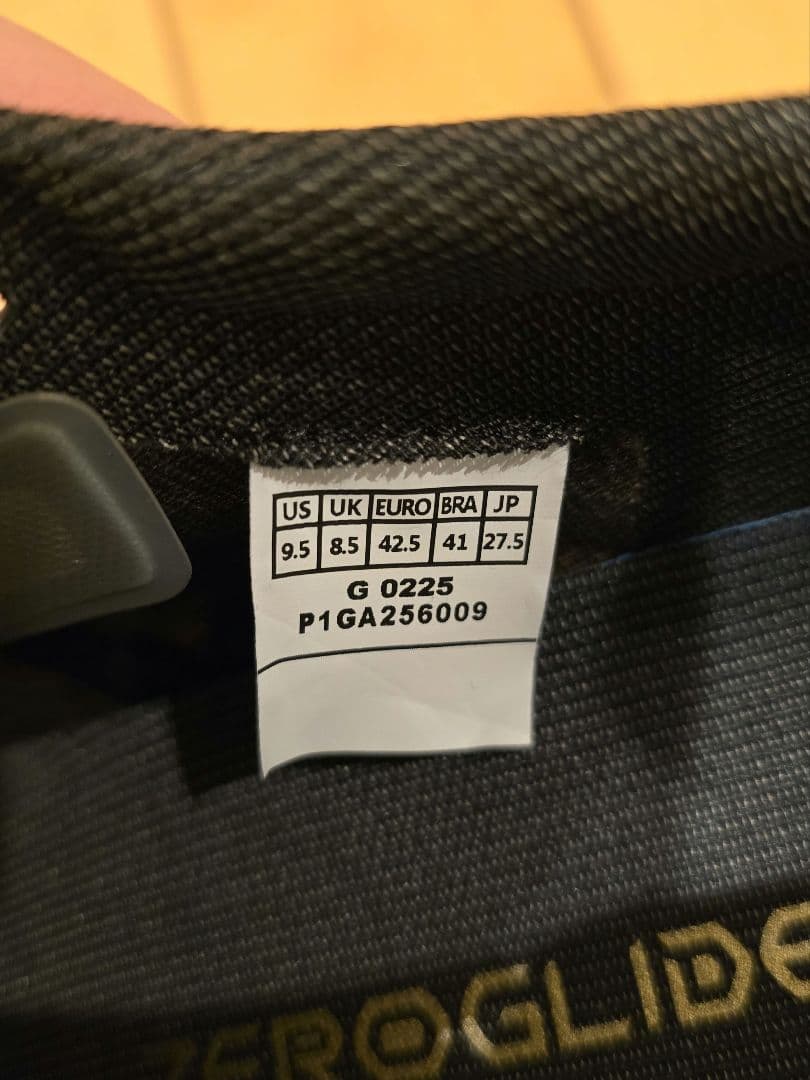 US UK EURO BRA JP
9.5 8.5 42.5 41 27.5
G 0225
P1GA256009
ZEROGLIDE